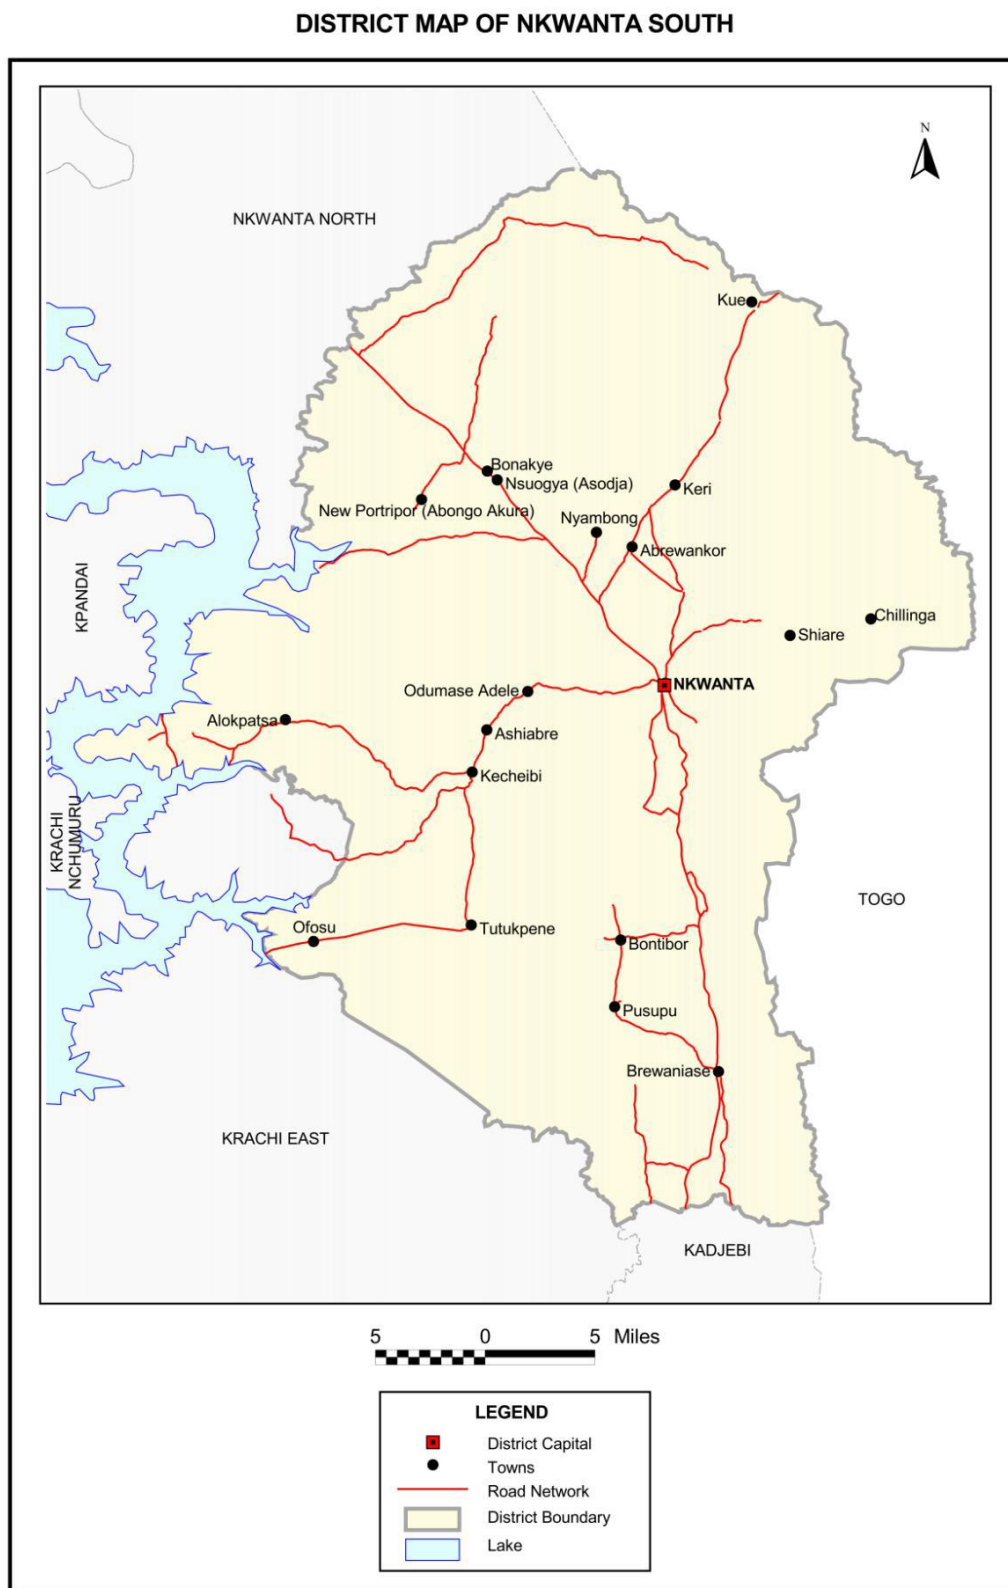 DISTRICT MAP OF NKWANTA SOUTH
N
NKWANTA NORTH
Kue
Bonakye
Nsuogya (Asodja)
Keri
New Portripor (Abongo Akura)
Nyambong
Abrewankor
KPANDAI
Chillinga
Shiare
NKWANTA
Odumase Adele
Alokpatsa
Ashiabre
Kecheibi
KRACHI
NCHUMURU
TOGO
Ofosu
Tutukpene
Bontibor
Pusupu
Brewaniase
KRACHI EAST
KADJEBI
5 0 5 Miles
LEGEND
District Capital
Towns
Road Network
District Boundary
Lake